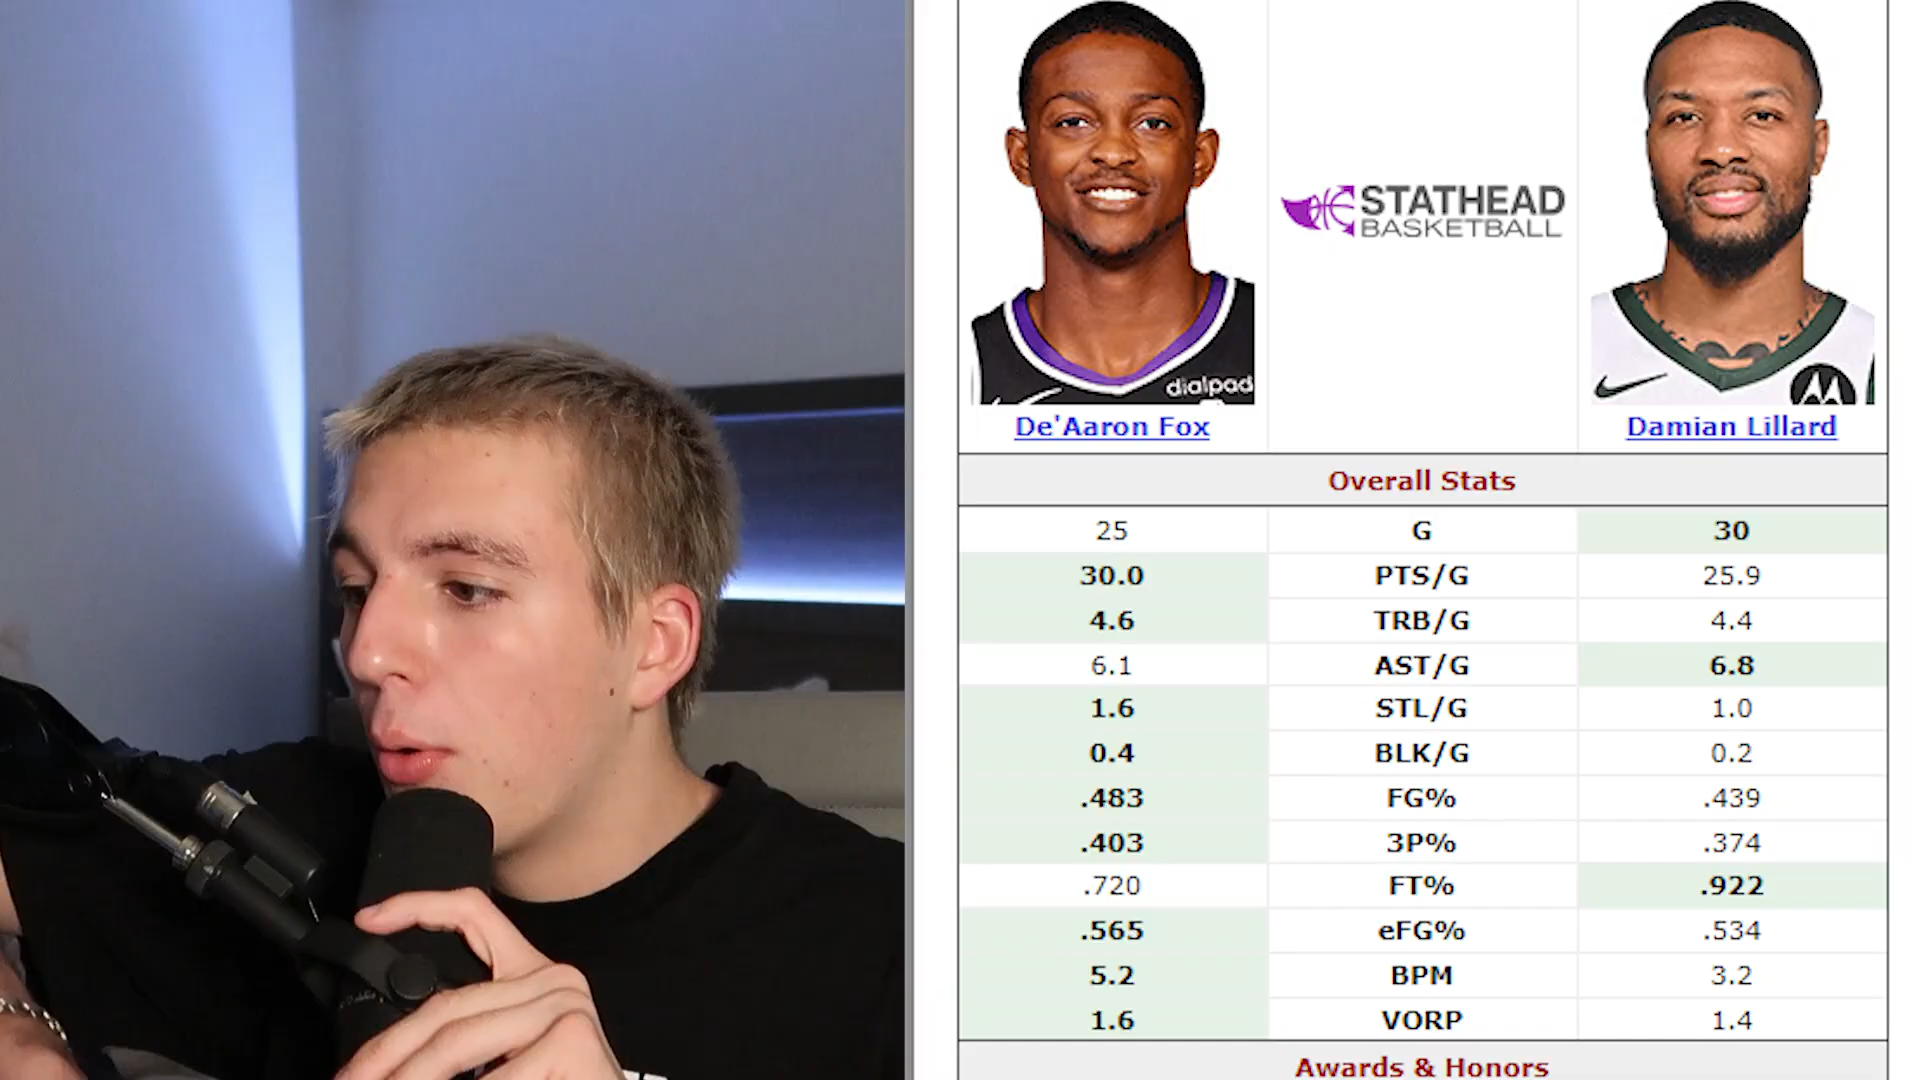 STATHEAD
BASKETBALL
dialpad
De'Aaron Fox
Damian Lillard
Overall Stats
25 G 30
30.0 PTS/G 25.9
4.6 TRB/G 4.4
6.1 AST/G 6.8
1.6 STL/G 1.0
0.4 BLK/G 0.2
.483 FG% .439
.403 3P% .374
.720 FT% .922
.565 eFG% .534
5.2 BPM 3.2
1.6 VORP 1.4
Awards & Honors